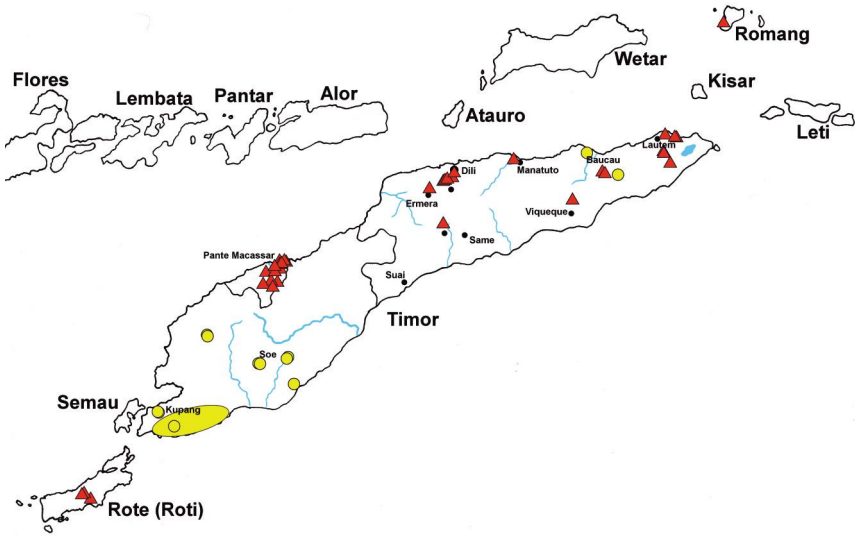 Romang
Wetar
Flores
Kisar
Lembata
Pantar
Alor
Atauro
Leti
Lautem
Baucau
Dili
Manatuto
Ermera
Viqueque
Same
Pante Macassar
Suai
Timor
Soe
Semau
Kupang
Rote (Roti)